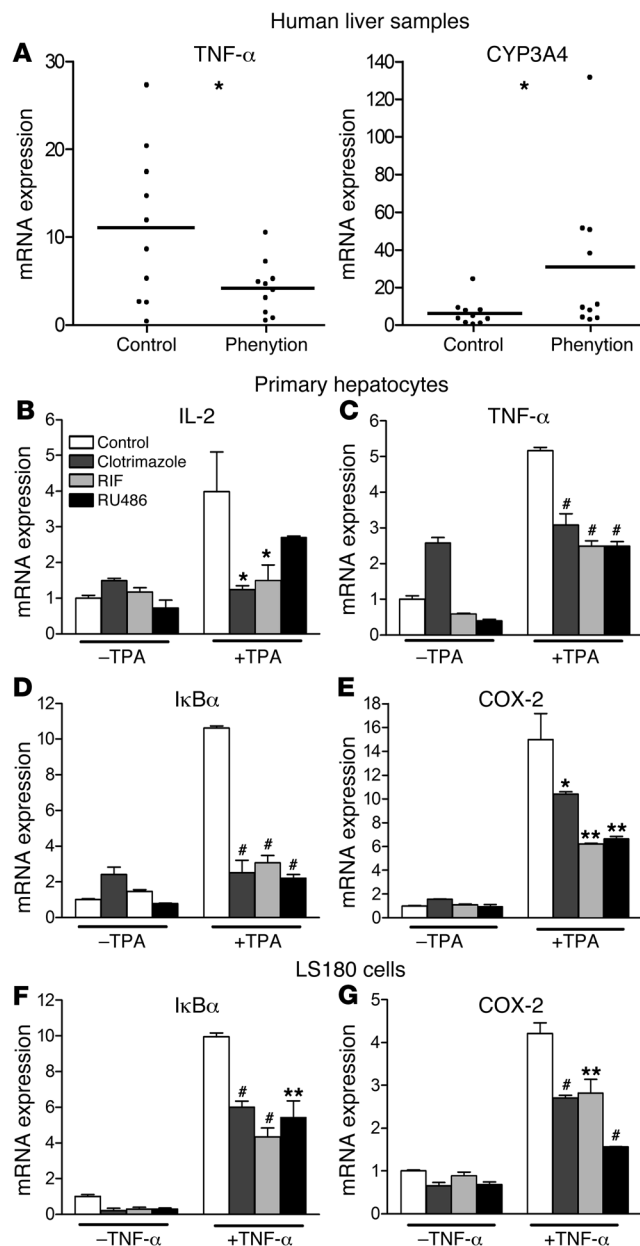 Human liver samples
A
TNF-α
CYP3A4
mRNA expression
30
20
10
0
*
Control
Phenytion
mRNA expression
140
120
100
80
60
40
20
0
*
Control
Phenytion
Primary hepatocytes
B
IL-2
C
TNF-α
mRNA expression
6
5
4
3
2
1
0
Control
Clotrimazole
RIF
RU486
* *
–TPA
+TPA
mRNA expression
6
5
4
3
2
1
0
# # #
–TPA
+TPA
D
IκBα
E
COX-2
mRNA expression
12
10
8
6
4
2
0
# # #
–TPA
+TPA
mRNA expression
18
16
14
12
10
8
6
4
2
0
* ** **
–TPA
+TPA
LS180 cells
F
IκBα
G
COX-2
mRNA expression
12
10
8
6
4
2
0
# # **
–TNF-α
+TNF-α
mRNA expression
5
4
3
2
1
0
# ** #
–TNF-α
+TNF-α